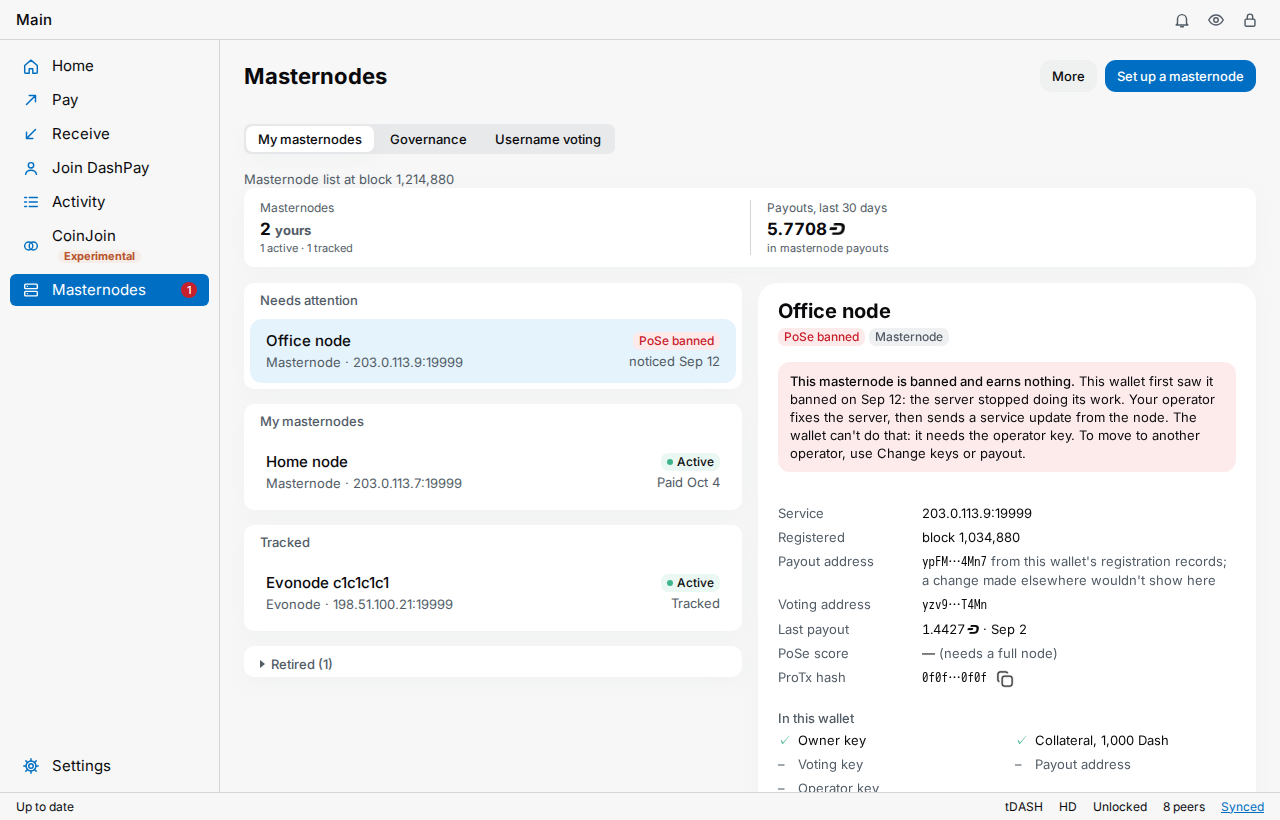 Main
Home
Pay
Receive
Join DashPay
Activity
CoinJoin
Experimental
Masternodes
1
Settings
Masternodes
More
Set up a masternode
My masternodes
Governance
Username voting
Masternode list at block 1,214,880
Masternodes
2 yours
1 active · 1 tracked
Payouts, last 30 days
5.7708
in masternode payouts
Needs attention
Office node
PoSe banned
Masternode · 203.0.113.9:19999
noticed Sep 12
My masternodes
Home node
Active
Masternode · 203.0.113.7:19999
Paid Oct 4
Tracked
Evonode c1c1c1c1
Active
Evonode · 198.51.100.21:19999
Tracked
Retired (1)
Office node
PoSe banned
Masternode
This masternode is banned and earns nothing. This wallet first saw it
banned on Sep 12: the server stopped doing its work. Your operator
fixes the server, then sends a service update from the node. The
wallet can't do that: it needs the operator key. To move to another
operator, use Change keys or payout.
Service 203.0.113.9:19999
Registered block 1,034,880
Payout address ypFM⋯4Mn7 from this wallet's registration records;
a change made elsewhere wouldn't show here
Voting address yzv9⋯T4Mn
Last payout 1.4427 · Sep 2
PoSe score — (needs a full node)
ProTx hash 0f0f⋯0f0f
In this wallet
✓ Owner key
✓ Collateral, 1,000 Dash
– Voting key
– Payout address
– Operator key
Up to date
tDASH
HD
Unlocked
8 peers
Synced